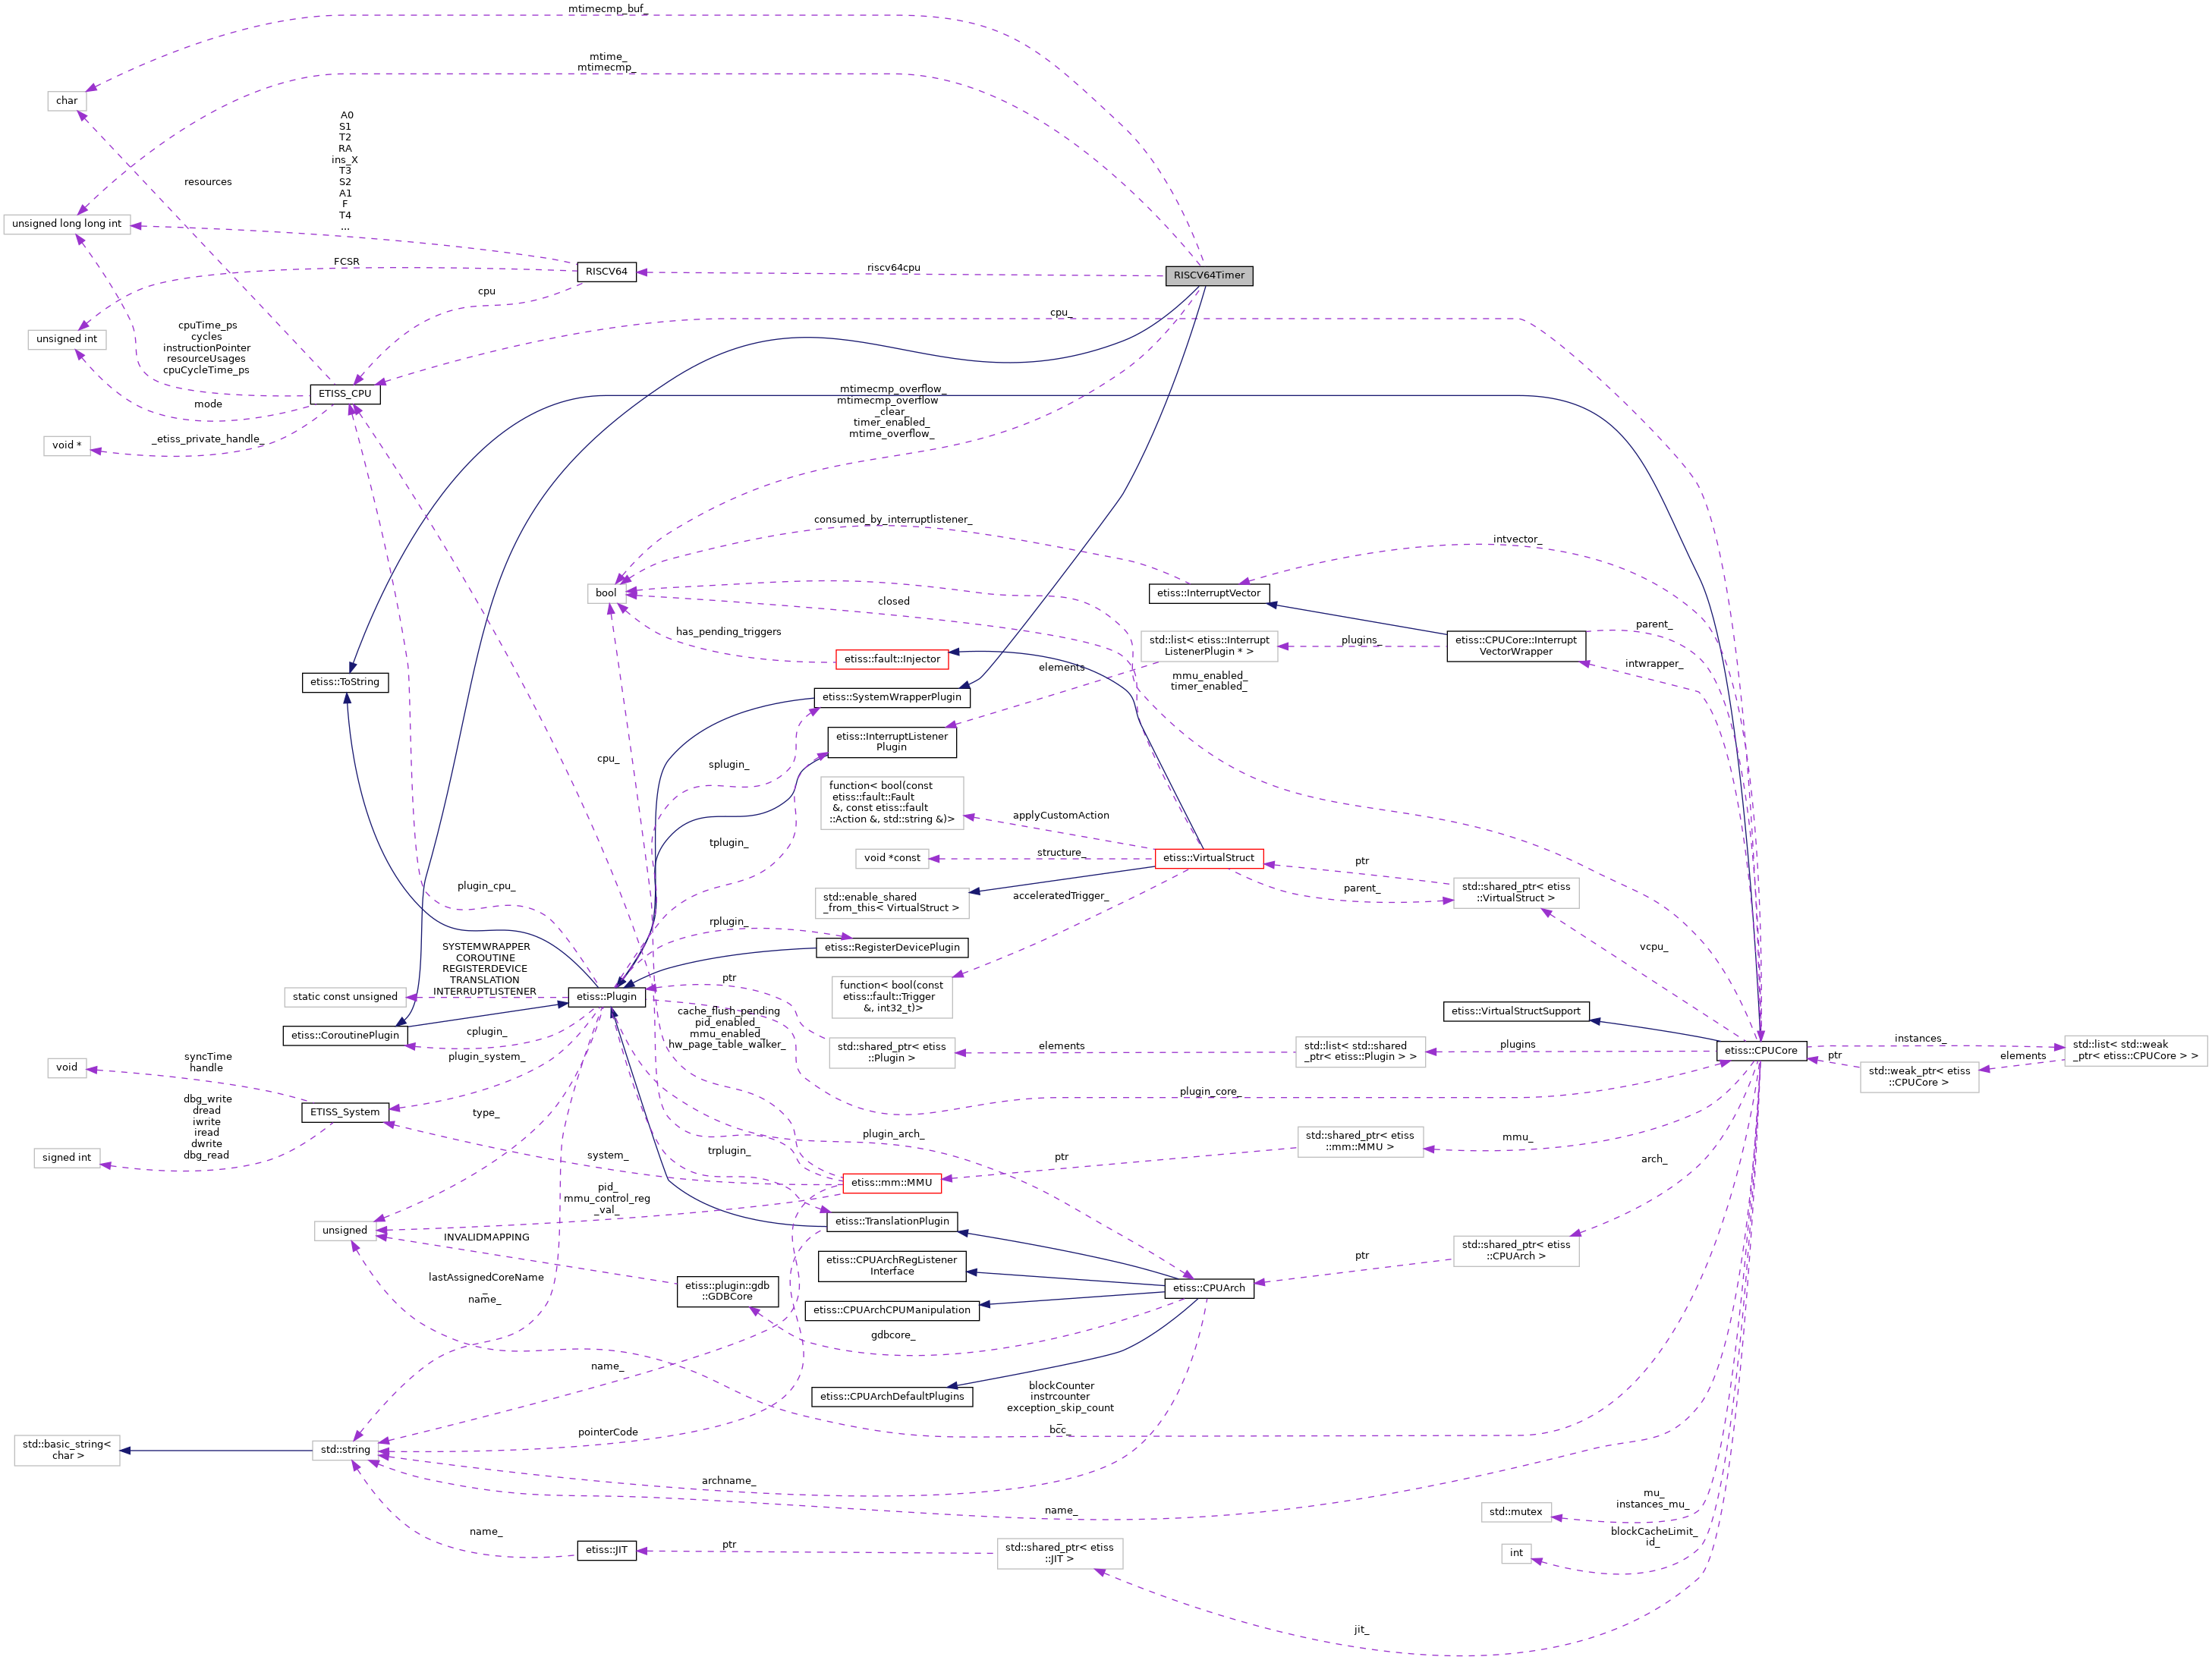 mtimecmp_buf_
mtime_
mtimecmp_
char
A0
S1
T2
RA
ins_X
T3
S2
A1
F
T4
...
resources
unsigned long long int
FCSR
RISCV64
riscv64cpu
RISCV64Timer
cpu
cpu_
cpuTime_ps
cycles
instructionPointer
resourceUsages
cpuCycleTime_ps
unsigned int
ETISS_CPU
mode
mtimecmp_overflow_
mtimecmp_overflow
_clear_
timer_enabled_
mtime_overflow_
void *
_etiss_private_handle_
consumed_by_interruptlistener_
intvector_
bool
closed
etiss::InterruptVector
has_pending_triggers
std::list< etiss::Interrupt
ListenerPlugin * >
plugins_
etiss::CPUCore::Interrupt
VectorWrapper
parent_
intwrapper_
etiss::fault::Injector
elements
mmu_enabled_
timer_enabled_
etiss::ToString
etiss::SystemWrapperPlugin
etiss::InterruptListener
Plugin
cpu_
splugin_
function< bool(const
etiss::fault::Fault
&, const etiss::fault
::Action &, std::string &)>
applyCustomAction
tplugin_
void *const
structure_
etiss::VirtualStruct
ptr
parent_
std::shared_ptr< etiss
::VirtualStruct >
plugin_cpu_
std::enable_shared
_from_this< VirtualStruct >
acceleratedTrigger_
rplugin_
etiss::RegisterDevicePlugin
vcpu_
SYSTEMWRAPPER
COROUTINE
REGISTERDEVICE
TRANSLATION
INTERRUPTLISTENER
static const unsigned
etiss::Plugin
ptr
function< bool(const
etiss::fault::Trigger
&, int32_t)>
etiss::VirtualStructSupport
cache_flush_pending
pid_enabled_
mmu_enabled_
hw_page_table_walker_
etiss::CoroutinePlugin
cplugin_
plugin_system_
std::shared_ptr< etiss
::Plugin >
elements
std::list< std::shared
_ptr< etiss::Plugin > >
plugins
etiss::CPUCore
instances_
ptr
std::weak_ptr< etiss
::CPUCore >
elements
std::list< std::weak
_ptr< etiss::CPUCore > >
void
syncTime
handle
plugin_core_
ETISS_System
type_
dbg_write
dread
iwrite
iread
dwrite
dbg_read
signed int
plugin_arch_
std::shared_ptr< etiss
::mm::MMU >
mmu_
system_
trplugin_
ptr
arch_
etiss::mm::MMU
pid_
mmu_control_reg
_val_
unsigned
INVALIDMAPPING
etiss::TranslationPlugin
std::shared_ptr< etiss
::CPUArch >
ptr
etiss::CPUArchRegListener
Interface
lastAssignedCoreName
_
name_
etiss::plugin::gdb
::GDBCore
etiss::CPUArch
etiss::CPUArchCPUManipulation
gdbcore_
name_
etiss::CPUArchDefaultPlugins
blockCounter
instrcounter
exception_skip_count
_
bcc_
pointerCode
std::basic_string<
char >
std::string
archname_
name_
mu_
instances_mu_
std::mutex
name_
etiss::JIT
ptr
std::shared_ptr< etiss
::JIT >
blockCacheLimit_
id_
int
jit_